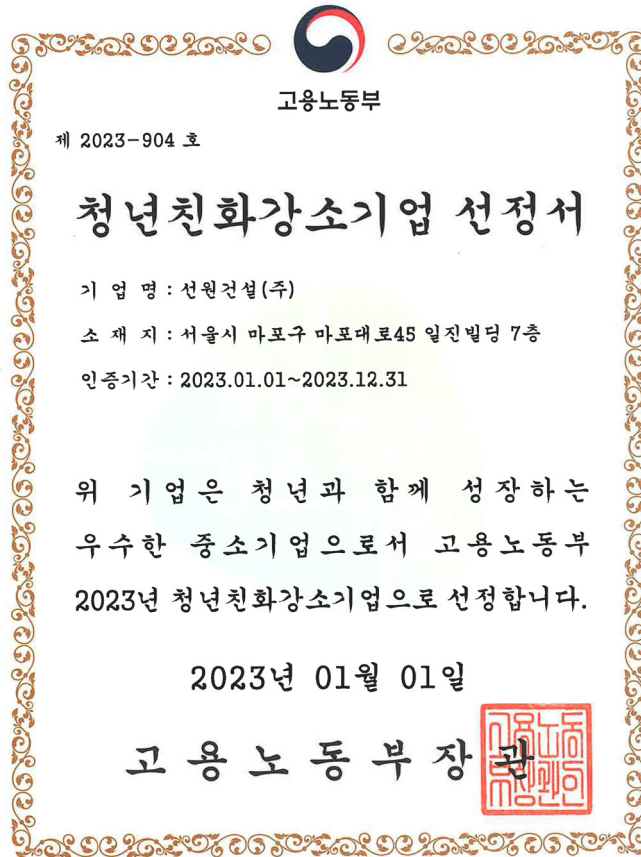 고용노동부
제 2023-904 호
청년친화강소기업 선정서
기 업 명 : 선원건설(주)
소 재 지 : 서울시 마포구 마포대로45 일진빌딩 7층
인증기간 : 2023.01.01~2023.12.31
위 기업은 청년과 함께 성장하는
우수한 중소기업으로서 고용노동부
2023년 청년친화강소기업으로 선정합니다.
2023년 01월 01일
고용노동부장관